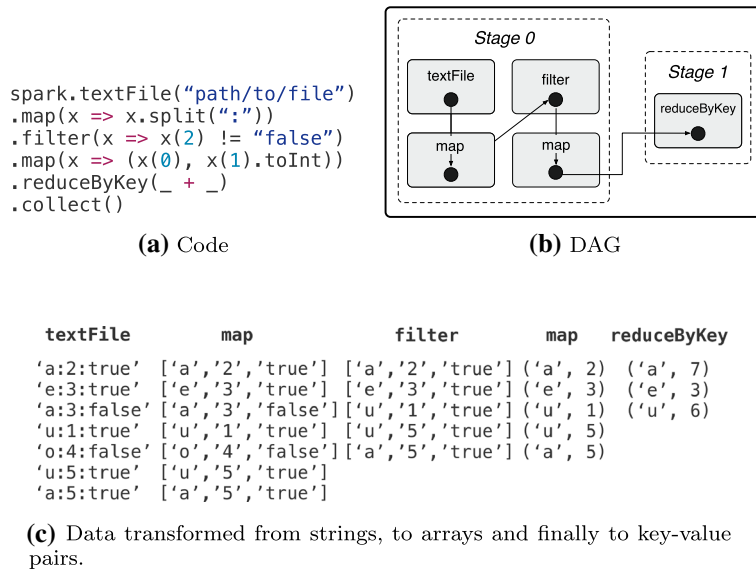 spark.textFile(“path/to/file”)
.map(x => x.split(“:”))
.filter(x => x(2) != “false”)
.map(x => (x(0), x(1).toInt))
.reduceByKey(_ + _)
.collect()
(a) Code
Stage 0
textFile
filter
map
map
Stage 1
reduceByKey
(b) DAG
textFile map filter map reduceByKey
‘a:2:true’ [‘a’,‘2’,’true’] [‘a’,‘2’,’true’] (‘a’, 2) (‘a’, 7)
‘e:3:true’ [‘e’,‘3’,’true’] [‘e’,‘3’,’true’] (‘e’, 3) (‘e’, 3)
‘a:3:false’ [‘a’,‘3’,’false’] [‘u’,‘1’,’true’] (‘u’, 1) (‘u’, 6)
‘u:1:true’ [‘u’,‘1’,’true’] [‘u’,‘5’,’true’] (‘u’, 5)
‘o:4:false’ [‘o’,‘4’,’false’] [‘a’,‘5’,’true’] (‘a’, 5)
‘u:5:true’ [‘u’,‘5’,’true’]
‘a:5:true’ [‘a’,‘5’,’true’]
(c) Data transformed from strings, to arrays and finally to key-value
pairs.